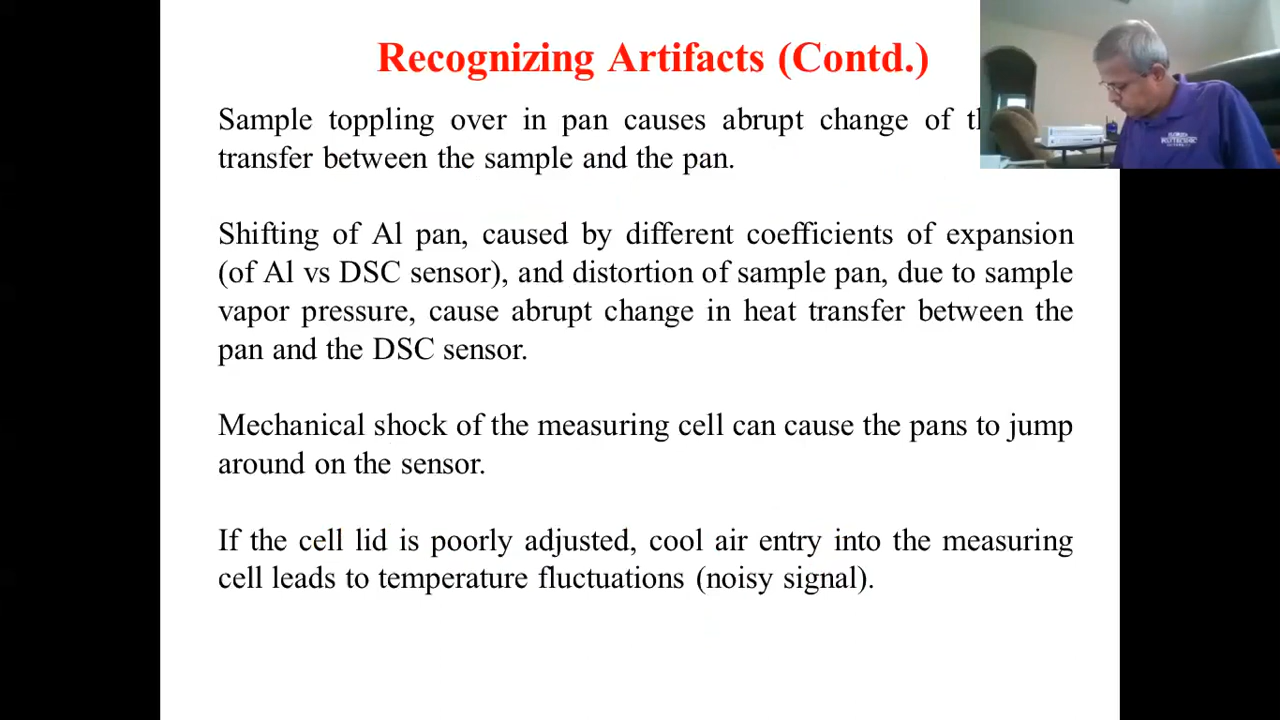 Recognizing Artifacts (Contd.)
Sample toppling over in pan causes abrupt change of
transfer between the sample and the pan.
Shifting of Al pan, caused by different coefficients of expansion
(of Al vs DSC sensor), and distortion of sample pan, due to sample
vapor pressure, cause abrupt change in heat transfer between the
pan and the DSC sensor.
Mechanical shock of the measuring cell can cause the pans to jump
around on the sensor.
If the cell lid is poorly adjusted, cool air entry into the measuring
cell leads to temperature fluctuations (noisy signal).
FLORIDA
POLYTECHNIC